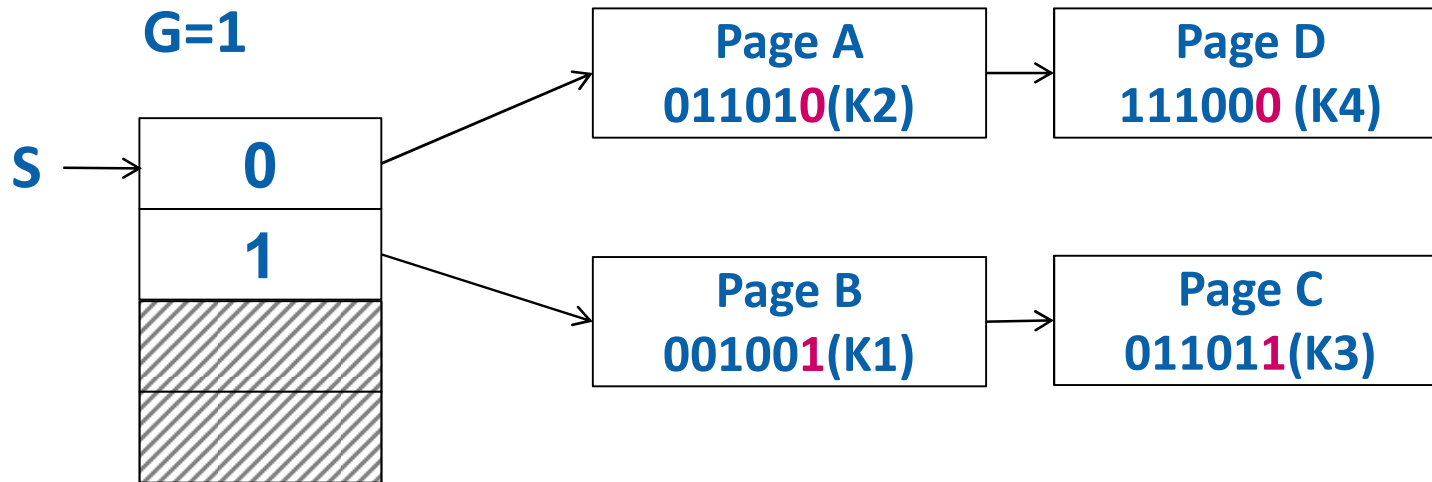 G=1
S
0
1
Page A
011010(K2)
Page D
111000 (K4)
Page B
001001(K1)
Page C
011011(K3)